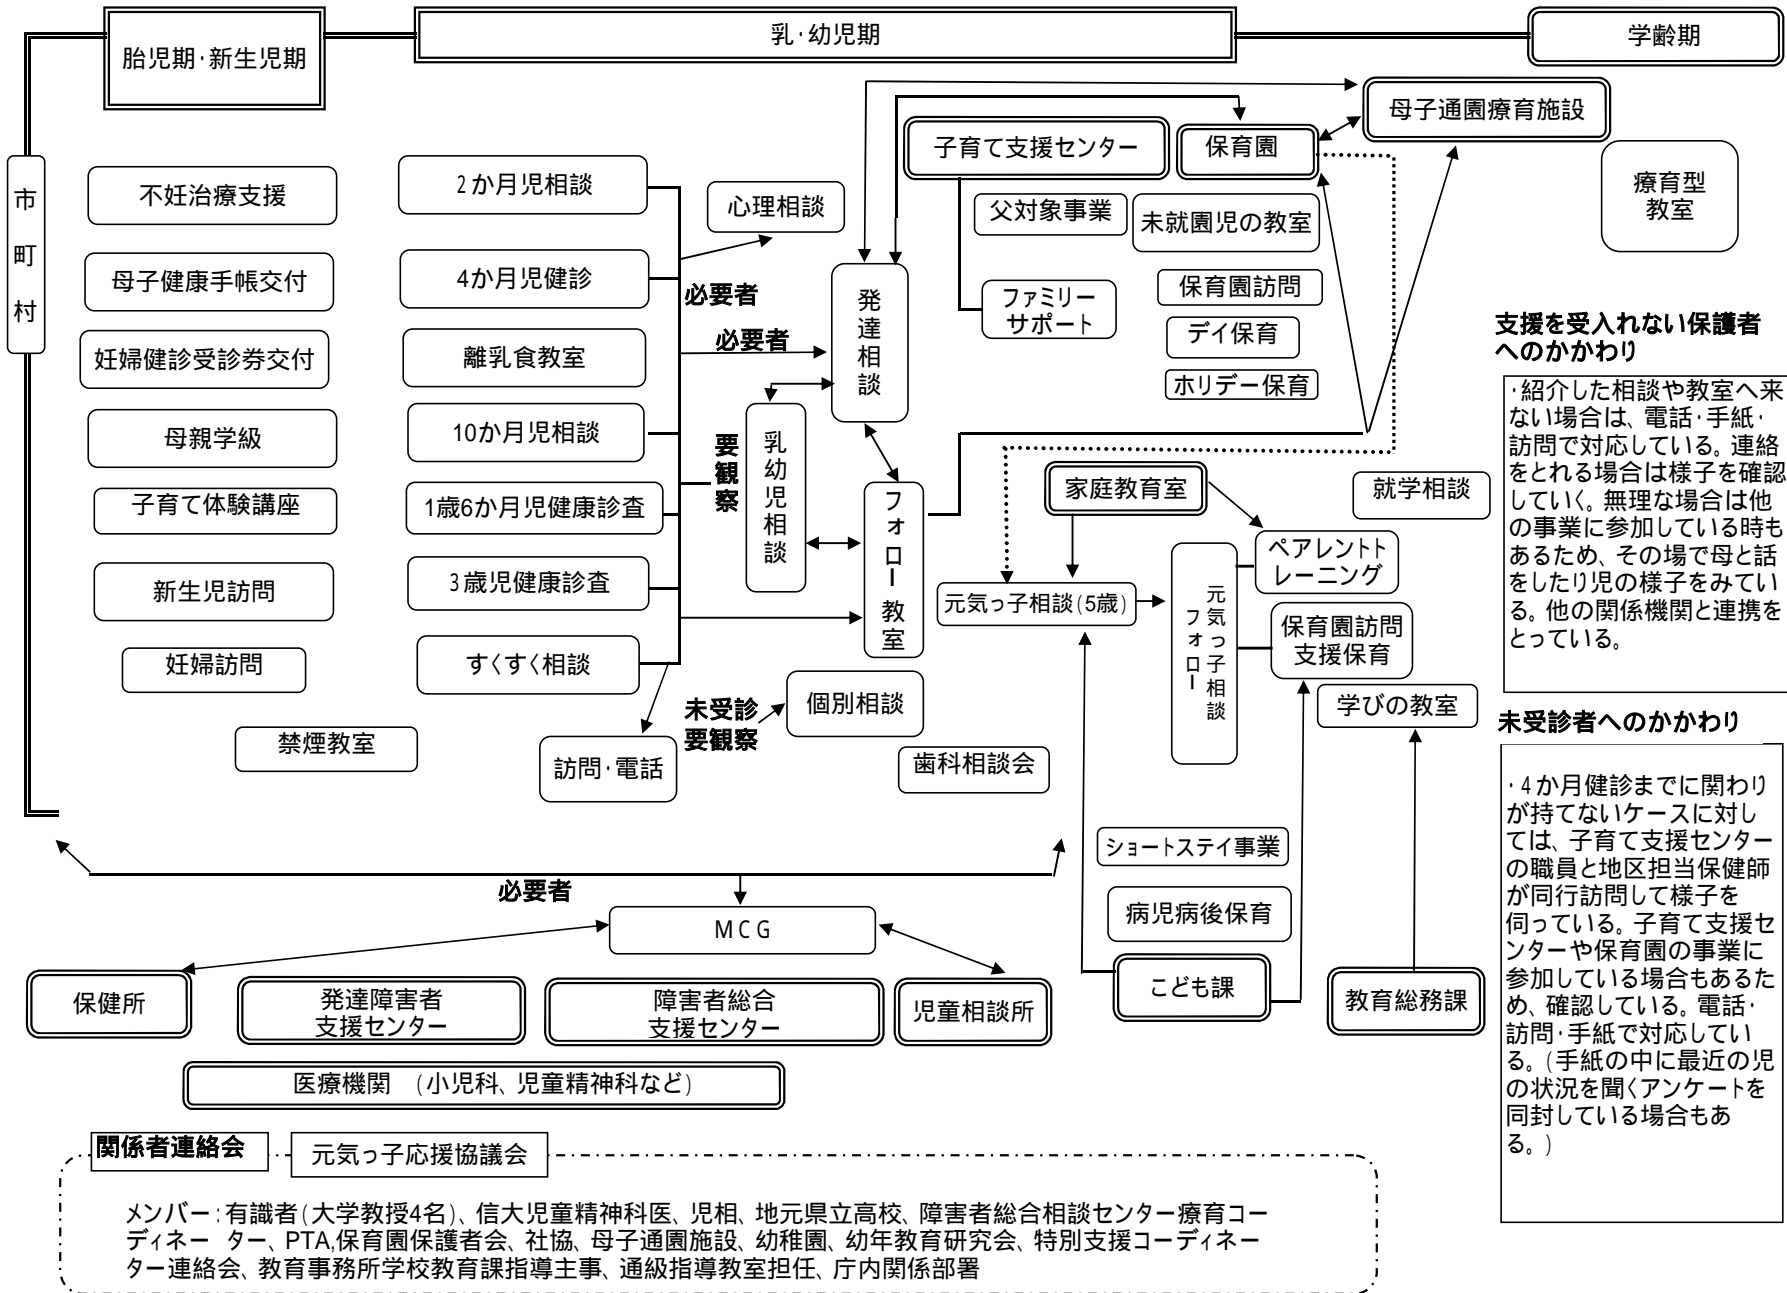 胎児期・新生児期
乳・幼児期
学齢期
市町村
不妊治療支援
母子健康手帳交付
妊婦健診受診券交付
母親学級
子育て体験講座
新生児訪問
妊婦訪問
禁煙教室
2か月児相談
4か月児健診
離乳食教室
10か月児相談
1歳6か月児健康診査
3歳児健康診査
すくすく相談
訪問・電話
心理相談
必要者
必要者
要観察
未受診
要観察
発達相談
乳幼児相談
フォロー教室
個別相談
歯科相談会
子育て支援センター
保育園
母子通園療育施設
療育型
教室
父対象事業
未就園児の教室
ファミリー
サポート
保育園訪問
デイ保育
ホリデー保育
家庭教育室
就学相談
元気っ子相談(5歳)
元気っ子相談
フォロー
ペアレントト
レーニング
保育園訪問
支援保育
学びの教室
ショートステイ事業
病児病後保育
こども課
教育総務課
必要者
MCG
保健所
発達障害者
支援センター
障害者総合
支援センター
児童相談所
医療機関 (小児科、児童精神科など)
支援を受入れない保護者
へのかかわり
・紹介した相談や教室へ来
ない場合は、電話・手紙・
訪問で対応している。連絡
をとれる場合は様子を確認
していく。無理な場合は他
の事業に参加している時も
あるため、その場で母と話
をしたり児の様子をみてい
る。他の関係機関と連携を
とっている。
未受診者へのかかわり
・4か月健診までに関わり
が持てないケースに対し
ては、子育て支援センター
の職員と地区担当保健師
が同行訪問して様子を
伺っている。子育て支援セ
ンターや保育園の事業に
参加している場合もあるた
め、確認している。電話・
訪問・手紙で対応してい
る。(手紙の中に最近の児
の状況を聞くアンケートを
同封している場合もあ
る。)
関係者連絡会
元気っ子応援協議会
メンバー:有識者(大学教授4名)、信大児童精神科医、児相、地元県立高校、障害者総合相談センター療育コー
ディネー ター、PTA,保育園保護者会、社協、母子通園施設、幼稚園、幼年教育研究会、特別支援コーディネー
ター連絡会、教育事務所学校教育課指導主事、通級指導教室担任、庁内関係部署